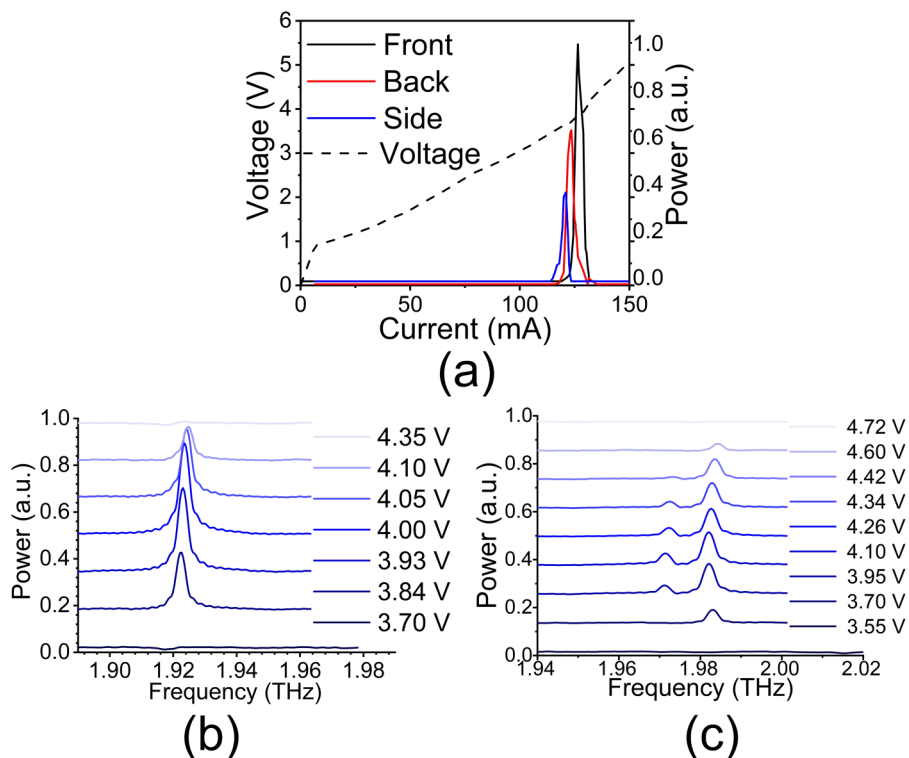 6
5
4
3
2
1
0
Voltage (V)
Front
Back
Side
Voltage
1.0
0.8
0.6
0.4
0.2
0.0
Power (a.u.)
0 50 100 150
Current (mA)
(a)
1.0
0.8
0.6
0.4
0.2
0.0
Power (a.u.)
4.35 V
4.10 V
4.05 V
4.00 V
3.93 V
3.84 V
3.70 V
1.90 1.92 1.94 1.96 1.98
Frequency (THz)
(b)
1.0
0.8
0.6
0.4
0.2
0.0
Power (a.u.)
4.72 V
4.60 V
4.42 V
4.34 V
4.26 V
4.10 V
3.95 V
3.70 V
3.55 V
1.94 1.96 1.98 2.00 2.02
Frequency (THz)
(c)